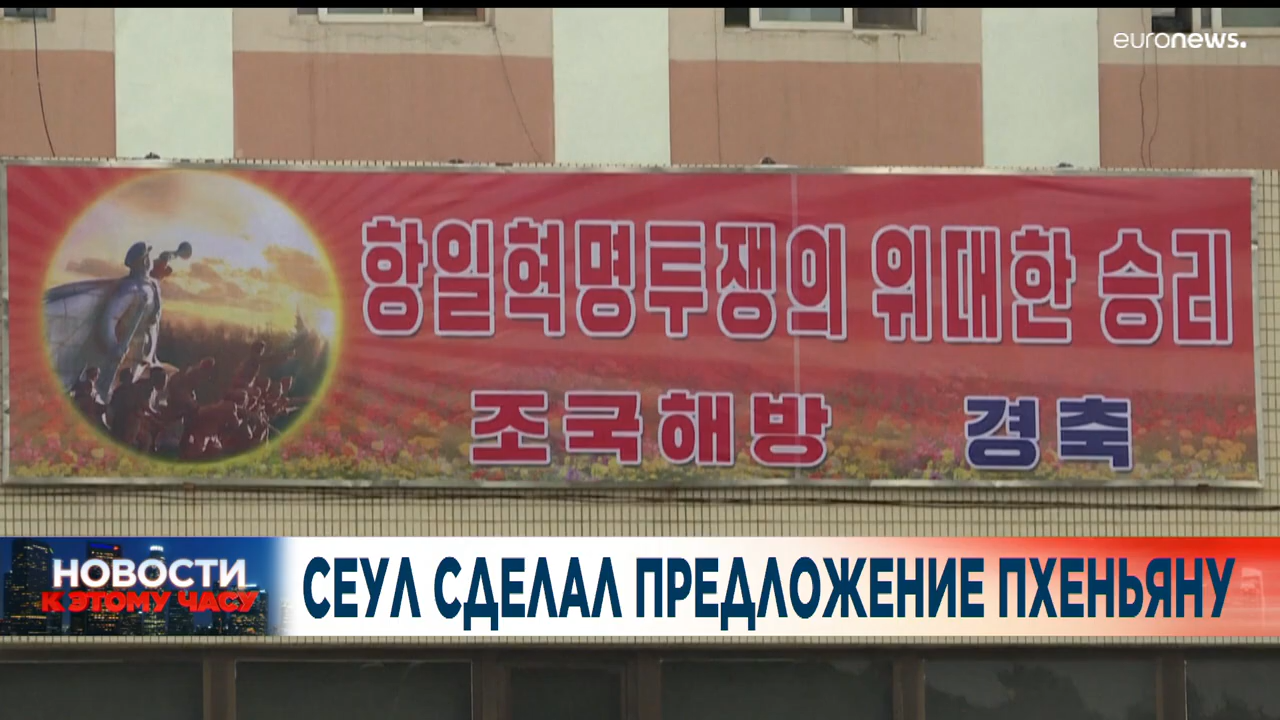 euronews.
항일혁명투쟁의 위대한 승리
조국해방 경축
НОВОСТИ
К ЭТОМУ ЧАСУ
СЕУЛ СДЕЛАЛ ПРЕДЛОЖЕНИЕ ПХЕНЬЯНУ